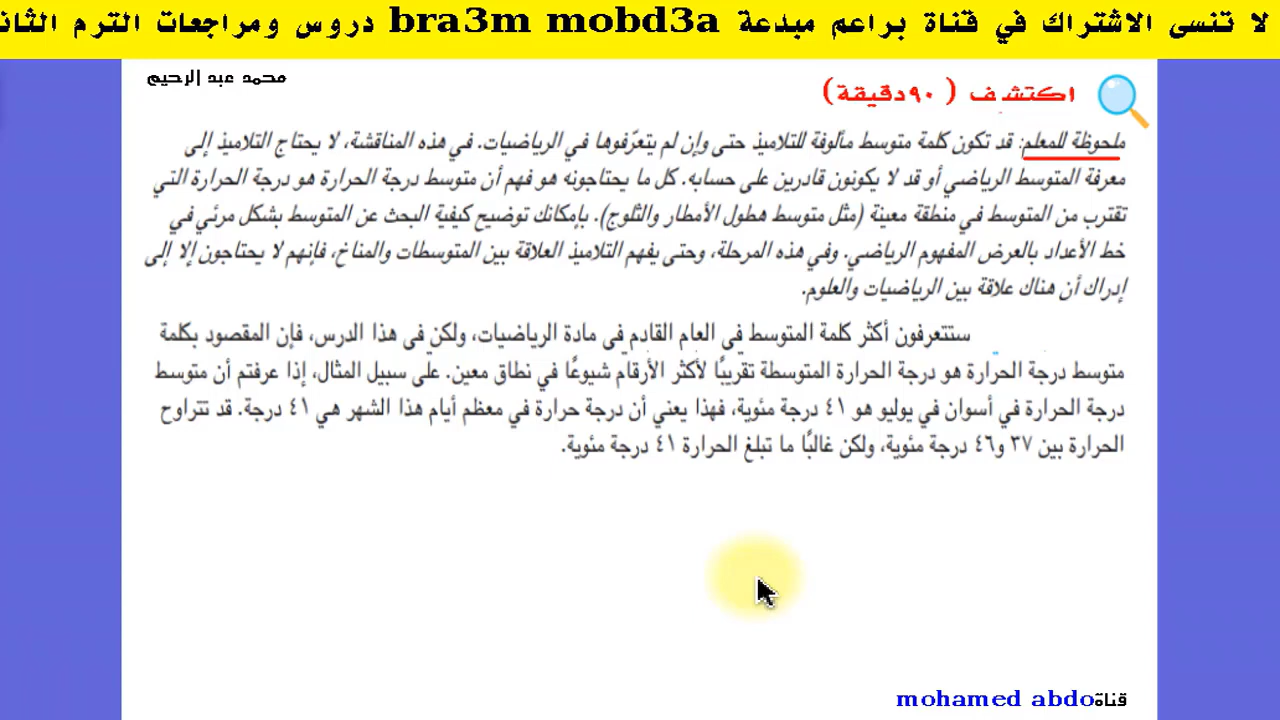 لا تنسى الاشتراك في قناة براعم مبدعة bra3m mobd3a دروس ومراجعات الترم الثان
محمد عبد الرحيم
اكتشف ( ٩٠دقيقة)
ملحوظة للمعلم: قد تكون كلمة متوسط مألوفة للتلاميذ حتى وإن لم يتعرّفوها في الرياضيات. في هذه المناقشة، لا يحتاج التلاميذ إلى
معرفة المتوسط الرياضي أو قد لا يكونون قادرين على حسابه. كل ما يحتاجونه هو فهم أن متوسط درجة الحرارة هو درجة الحرارة التي
تقترب من المتوسط في منطقة معينة (مثل متوسط هطول الأمطار والثلوج). بإمكانك توضيح كيفية البحث عن المتوسط بشكل مرئي في
خط الأعداد بالعرض المفهوم الرياضي. وفي هذه المرحلة، وحتى يفهم التلاميذ العلاقة بين المتوسطات والمناخ، فإنهم لا يحتاجون إلا إلى
إدراك أن هناك علاقة بين الرياضيات والعلوم.
ستتعرفون أكثر كلمة المتوسط في العام القادم في مادة الرياضيات، ولكن في هذا الدرس، فإن المقصود بكلمة
متوسط درجة الحرارة هو درجة الحرارة المتوسطة تقريبًا لأكثر الأرقام شيوعًا في نطاق معين. على سبيل المثال، إذا عرفتم أن متوسط
درجة الحرارة في أسوان في يوليو هو ٤١ درجة مئوية، فهذا يعني أن درجة حرارة في معظم أيام هذا الشهر هي ٤١ درجة. قد تتراوح
الحرارة بين ٣٧ و٤٦ درجة مئوية، ولكن غالبًا ما تبلغ الحرارة ٤١ درجة مئوية.
قناة mohamed abdo